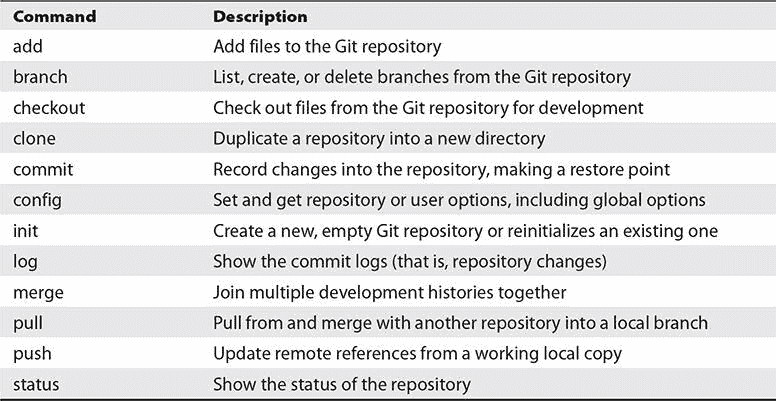 Command Description
add Add files to the Git repository
branch List, create, or delete branches from the Git repository
checkout Check out files from the Git repository for development
clone Duplicate a repository into a new directory
commit Record changes into the repository, making a restore point
config Set and get repository or user options, including global options
init Create a new, empty Git repository or reinitializes an existing one
log Show the commit logs (that is, repository changes)
merge Join multiple development histories together
pull Pull from and merge with another repository into a local branch
push Update remote references from a working local copy
status Show the status of the repository